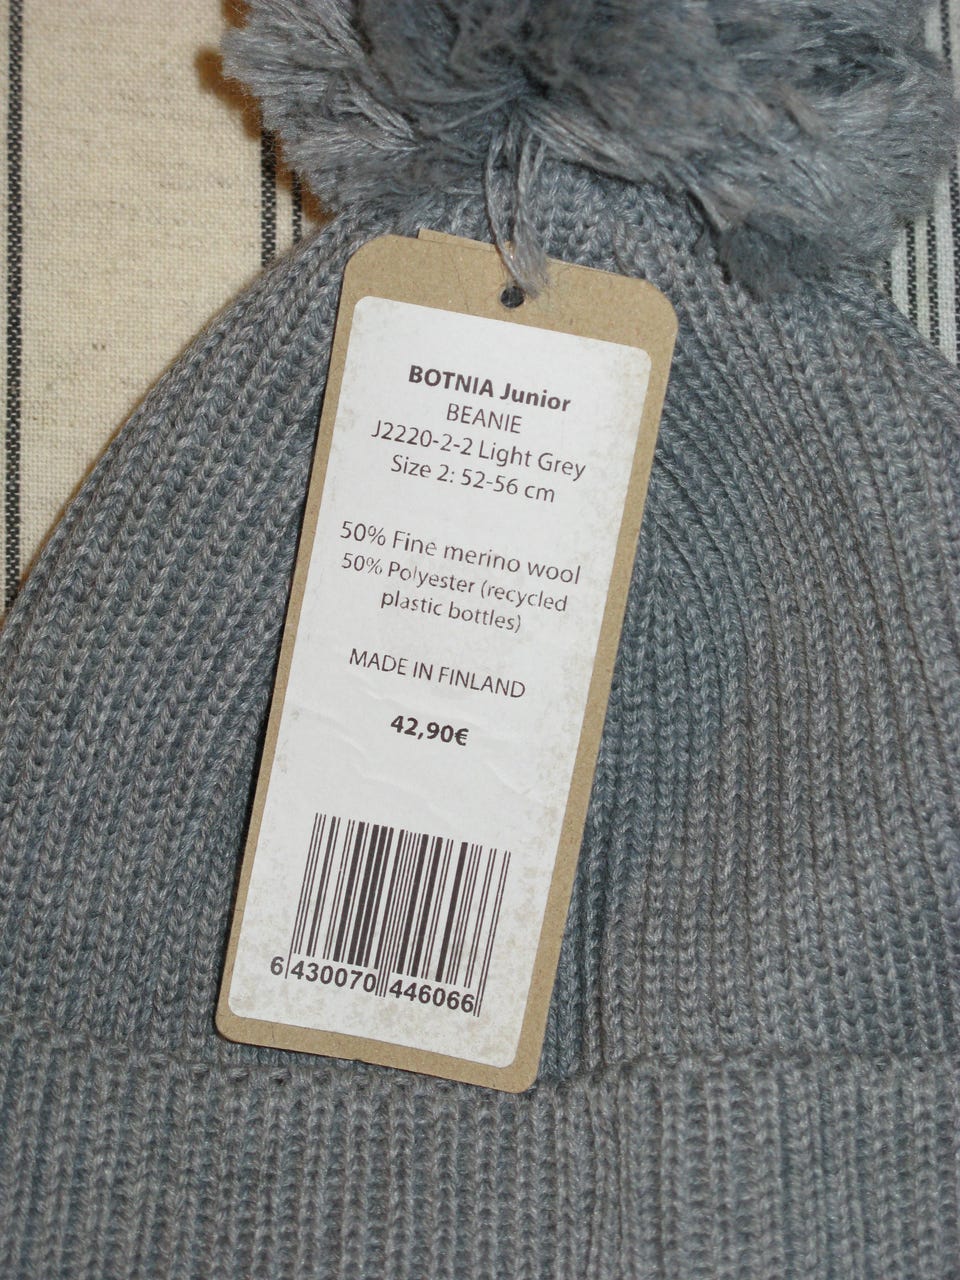 BOTNIA Junior
BEANIE
J2220-2-2 Light Grey
Size 2: 52-56 cm
50% Fine merino wool
50% Polyester (recycled
plastic bottles)
MADE IN FINLAND
42,90€
6 430070 446066